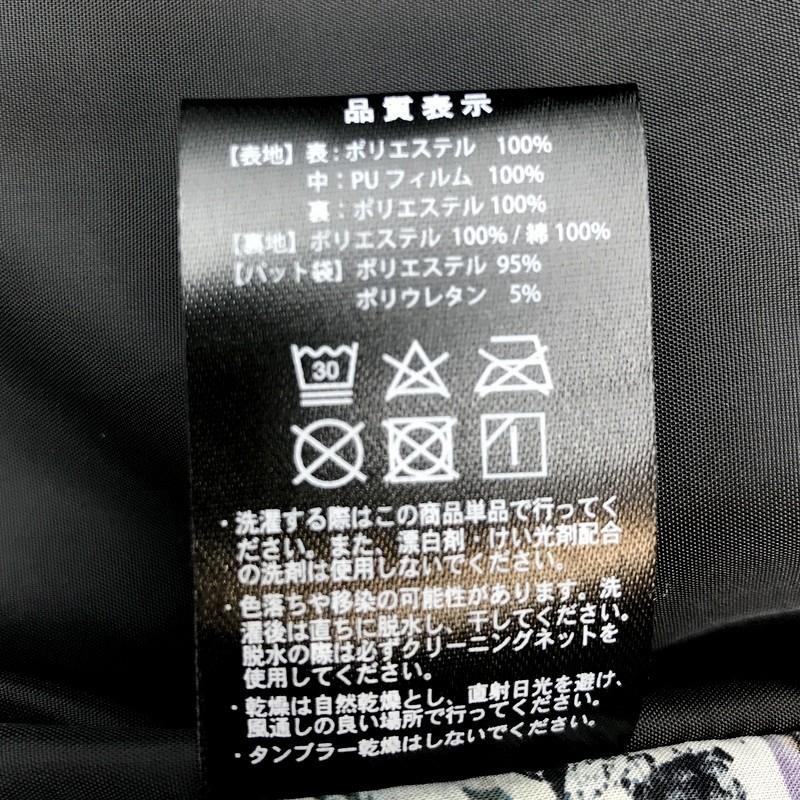 品質表示
【表地】表：ポリエステル 100%
中：PUフィルム 100%
裏：ポリエステル 100%
【裏地】ポリエステル 100% / 綿 100%
【パット袋】ポリエステル 95%
ポリウレタン 5%
30
・洗濯する際はこの商品単品で行ってく
ださい。また、漂白剤・けい光剤配合
の洗剤は使用しないでください。
・色落ちや移染の可能性があります。洗
濯後は直ちに脱水し、干してください。
脱水の際は必ずクリーニングネットを
使用してください。
・乾燥は自然乾燥とし、直射日光を避け、
風通しの良い場所で行ってください。
・タンブラー乾燥はしないでください。